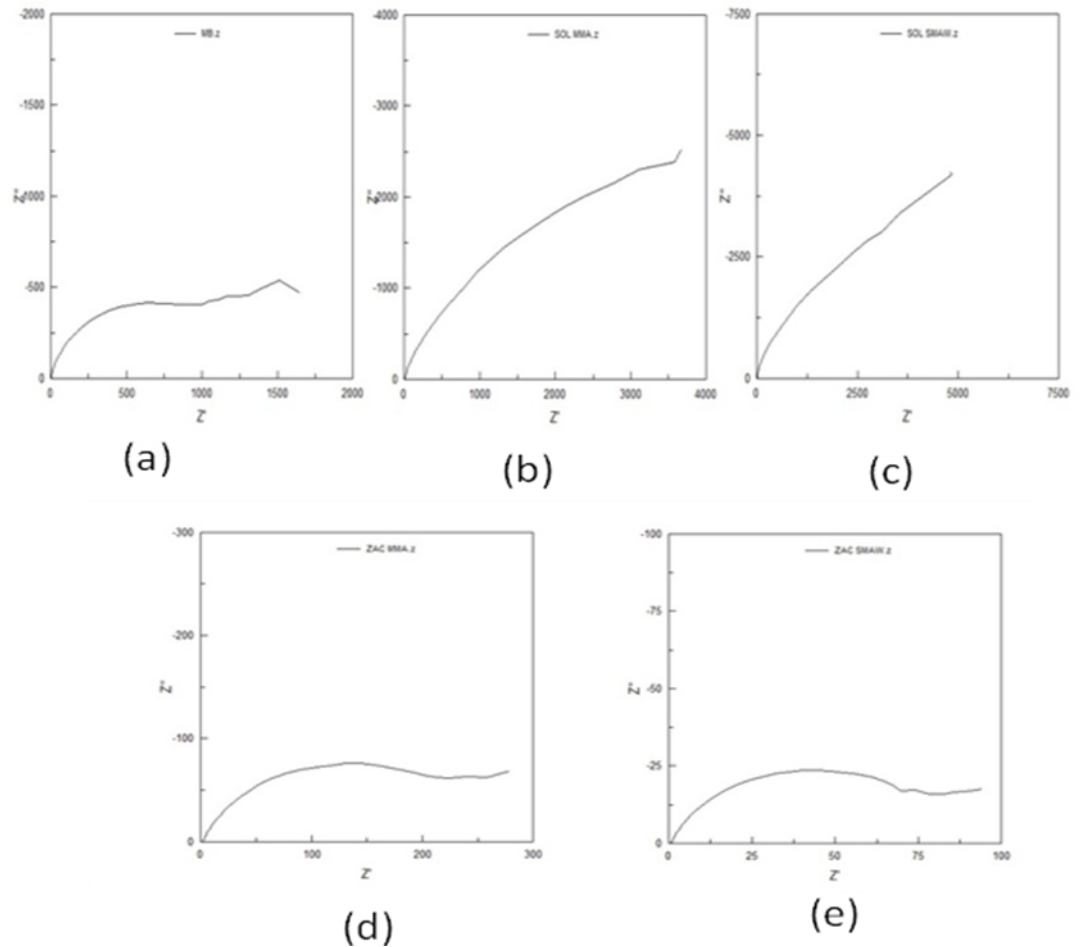 -2000
-1500
-1000
-500
0
Z"
MB.z
0 500 1000 1500 2000
Z'
(a)
-4000
-3000
-2000
-1000
0
Z"
SOL MMA.z
0 1000 2000 3000 4000
Z'
(b)
-7500
-5000
-2500
0
Z"
SOL SMAW.z
0 2500 5000 7500
Z'
(c)
-300
-200
-100
0
Z"
ZAC MMA.z
0 100 200 300
Z'
(d)
-100
-75
-50
-25
0
Z"
ZAC SMAW.z
0 25 50 75 100
Z'
(e)